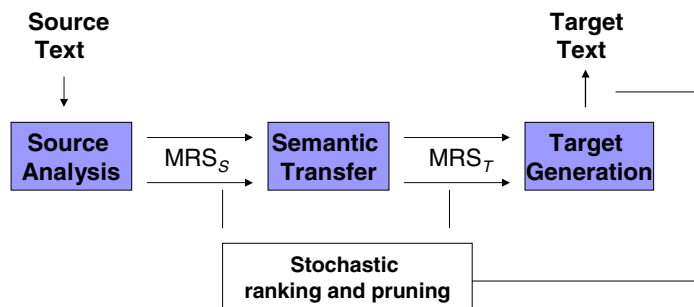 Source
Text
Target
Text
Source
Analysis
MRS_S
Semantic
Transfer
MRS_T
Target
Generation
Stochastic
ranking and pruning